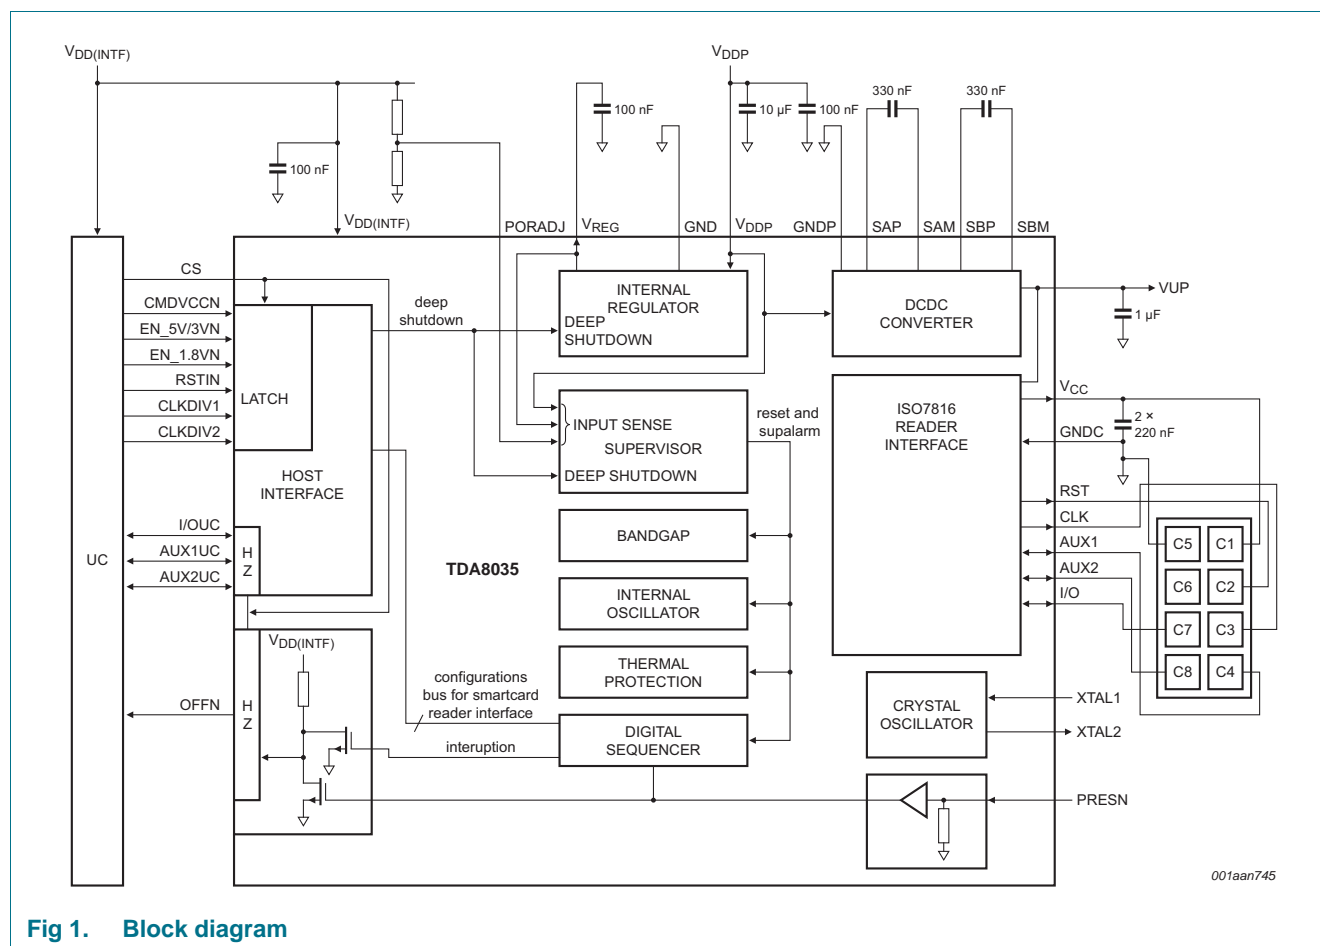 VDD(INTF)
VDDP
330 nF
330 nF
100 nF
10 µF
100 nF
100 nF
VDD(INTF)
PORADJ
VREG
GND
VDDP
GNDP
SAP
SAM
SBP
SBM
CS
CMDVCCN
EN_5V/3VN
EN_1.8VN
RSTIN
CLKDIV1
CLKDIV2
LATCH
HOST
INTERFACE
deep
shutdown
INTERNAL
REGULATOR
DEEP
SHUTDOWN
DCDC
CONVERTER
VUP
1 µF
INPUT SENSE
SUPERVISOR
DEEP SHUTDOWN
reset and
supalarm
ISO7816
READER
INTERFACE
VCC
2 ×
220 nF
GNDC
RST
CLK
AUX1
AUX2
I/O
UC
I/OUC
AUX1UC
AUX2UC
H
Z
TDA8035
BANDGAP
INTERNAL
OSCILLATOR
THERMAL
PROTECTION
DIGITAL
SEQUENCER
C5
C1
C6
C2
C7
C3
C8
C4
VDD(INTF)
OFFN
H
Z
configurations
bus for smartcard
reader interface
interuption
CRYSTAL
OSCILLATOR
XTAL1
XTAL2
PRESN
001aan745
Fig 1. Block diagram